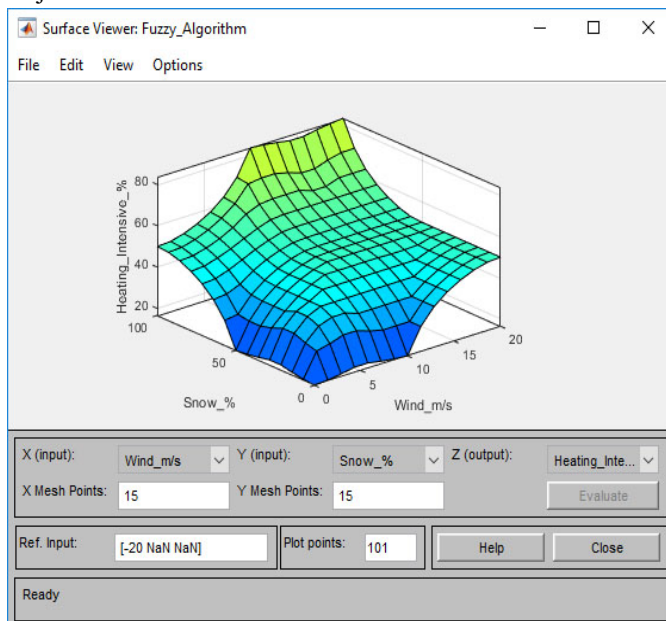 Surface Viewer: Fuzzy_Algorithm
File Edit View Options
Heating_Intensive_%
80
60
40
20
100
50
0
Snow_%
0
5
10
15
20
Wind_m/s
X (input): Wind_m/s Y (input): Snow_% Z (output): Heating_Inte...
X Mesh Points: 15 Y Mesh Points: 15 Evaluate
Ref. Input: [-20 NaN NaN] Plot points: 101 Help Close
Ready